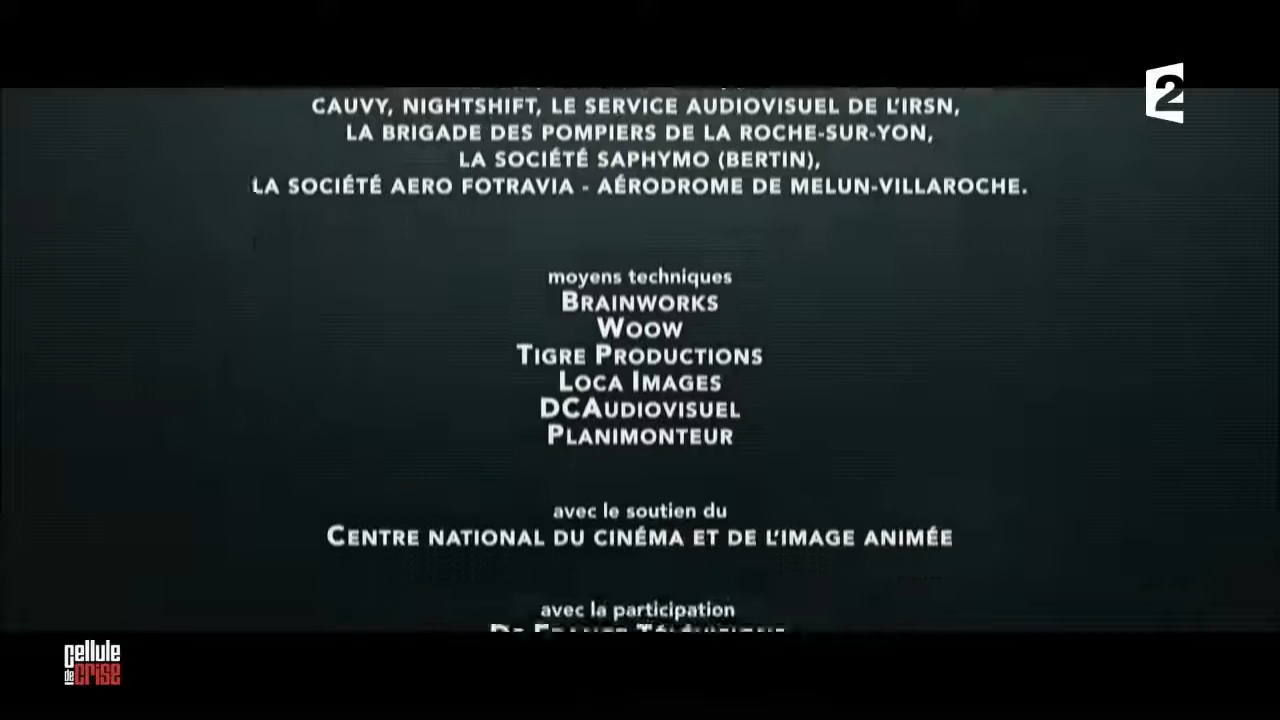 2
CAUVY, NIGHTSHIFT, LE SERVICE AUDIOVISUEL DE L'IRSN,
LA BRIGADE DES POMPIERS DE LA ROCHE-SUR-YON,
LA SOCIÉTÉ SAPHYMO (BERTIN),
LA SOCIÉTÉ AERO FOTRAVIA - AÉRODROME DE MELUN-VILLAROCHE.
moyens techniques
BRAINWORKS
WOOW
TIGRE PRODUCTIONS
LOCA IMAGES
DCAUDIOVISUEL
PLANIMONTEUR
avec le soutien du
CENTRE NATIONAL DU CINÉMA ET DE L'IMAGE ANIMÉE
avec la participation
DE FRANCE TÉLÉVISIONS
cellule
de crise